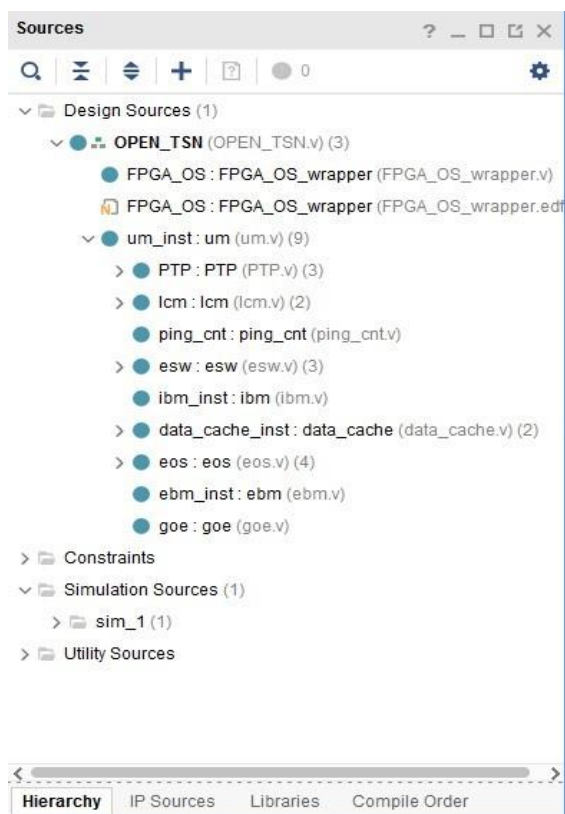 Sources
0
Design Sources (1)
OPEN_TSN (OPEN_TSN.v) (3)
FPGA_OS : FPGA_OS_wrapper (FPGA_OS_wrapper.v)
FPGA_OS : FPGA_OS_wrapper (FPGA_OS_wrapper.edf
um_inst : um (um.v) (9)
PTP : PTP (PTP.v) (3)
lcm : lcm (lcm.v) (2)
ping_cnt : ping_cnt (ping_cnt.v)
esw : esw (esw.v) (3)
ibm_inst : ibm (ibm.v)
data_cache_inst : data_cache (data_cache.v) (2)
eos : eos (eos.v) (4)
ebm_inst : ebm (ebm.v)
goe : goe (goe.v)
Constraints
Simulation Sources (1)
sim_1 (1)
Utility Sources
Hierarchy IP Sources Libraries Compile Order